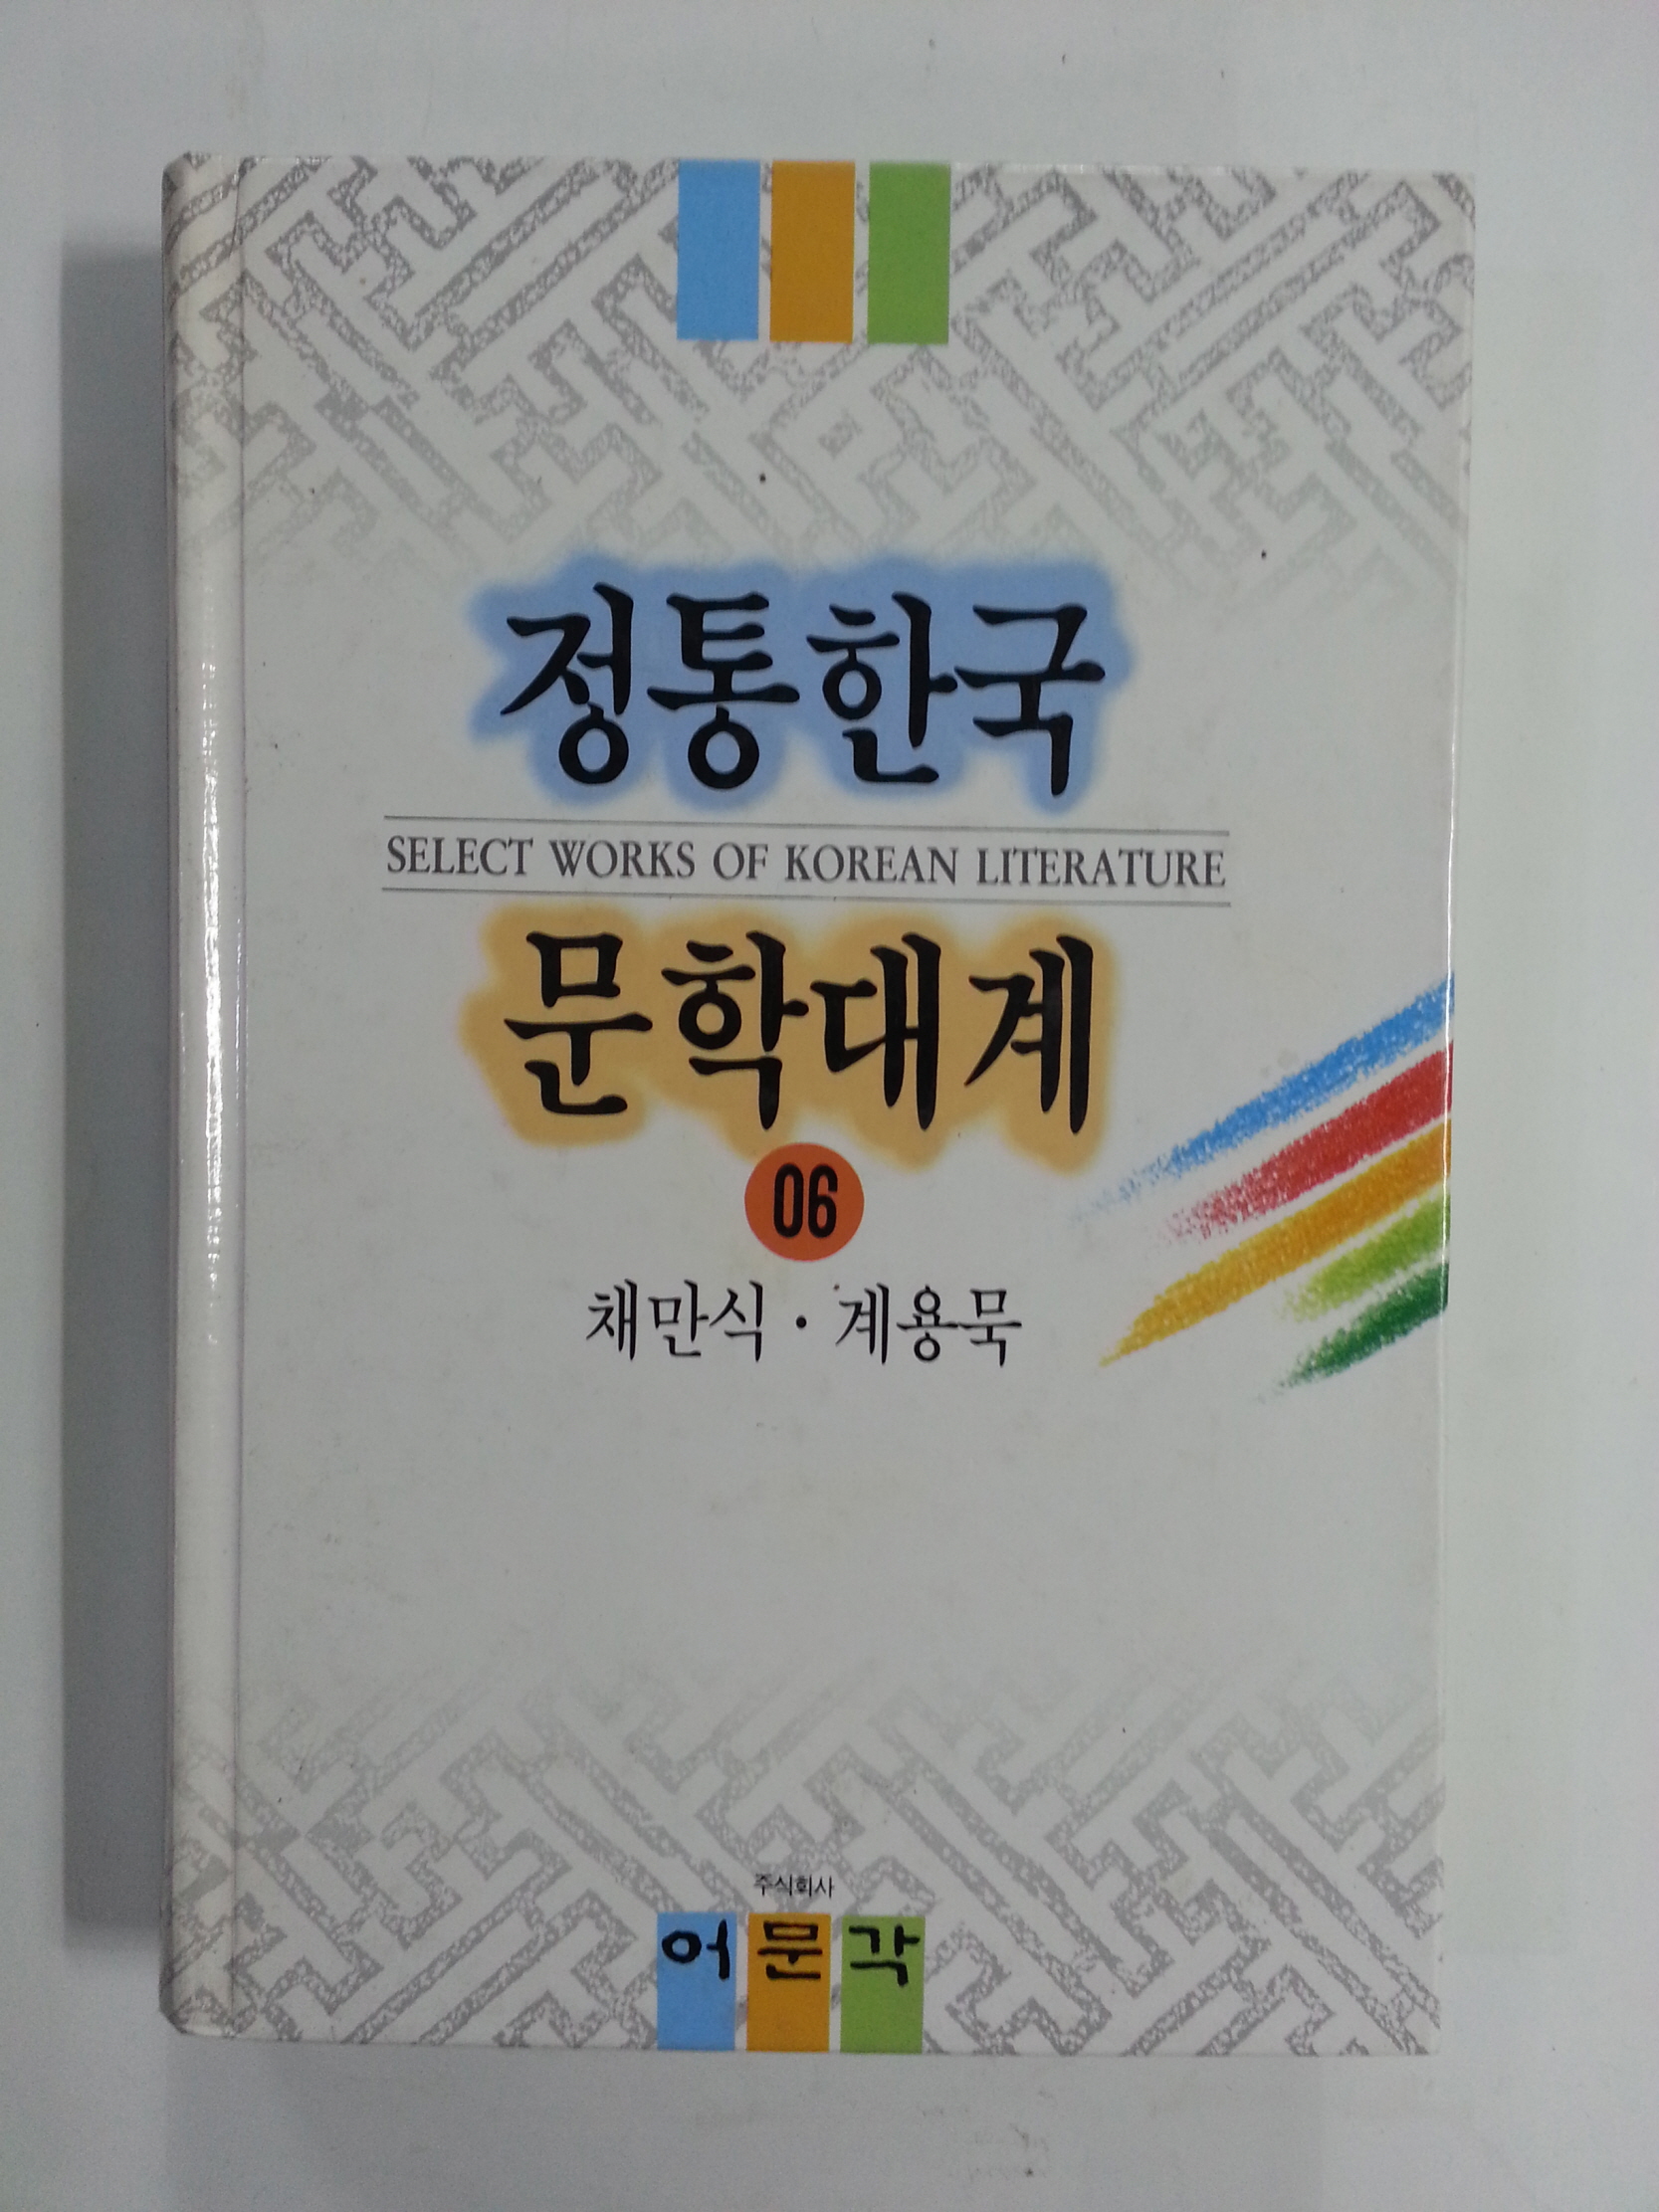 정통한국
SELECT WORKS OF KOREAN LITERATURE
문학대계
06
채만식 · 계용묵
주식회사
어문각